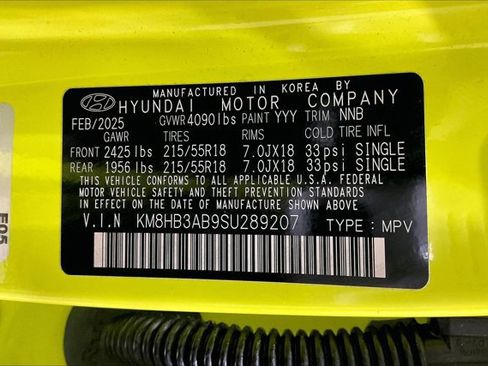 MANUFACTURED IN KOREA BY
HYUNDAI MOTOR COMPANY
FEB/2025 GVWR 4090 lbs PAINT YYY TRIM NNB
GAWR TIRES RIMS COLD TIRE INFL
FRONT 2425 lbs 215/55R18 7.0JX18 33psi SINGLE
REAR 1956 lbs 215/55R18 7.0JX18 33psi SINGLE
THIS VEHICLE CONFORMS TO ALL APPLICABLE U.S.A. FEDERAL
MOTOR VEHICLE SAFETY, BUMPER, AND THEFT PREVENTION
STANDARDS IN EFFECT ON THE DATE OF MANUFACTURE
SHOWN ABOVE.
V.I.N KM8HB3AB9SU289207 TYPE : MPV
F05